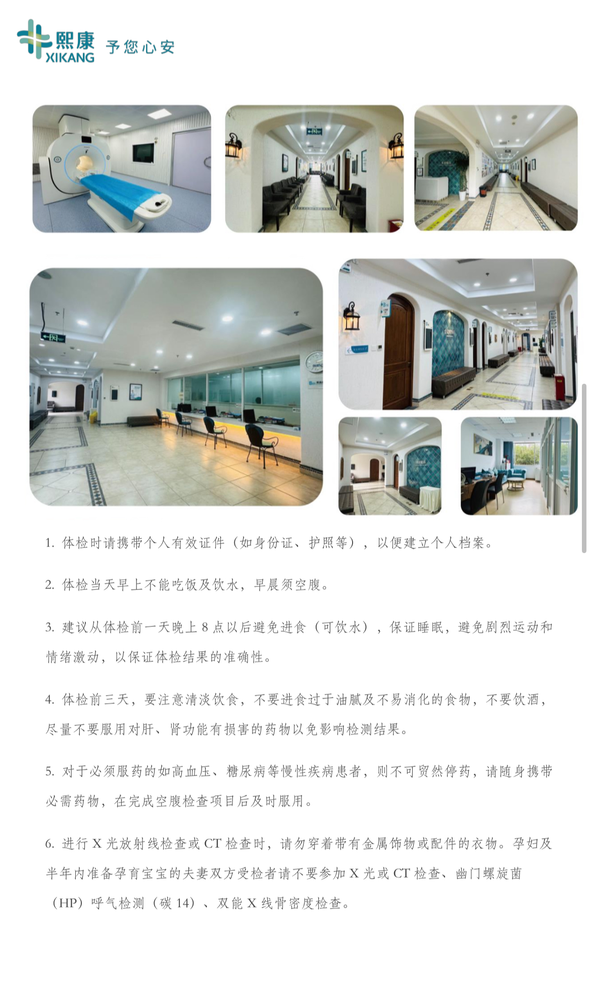 熙康
XIKANG
予您心安
1. 体检时请携带个人有效证件（如身份证、护照等），以便建立个人档案。
2. 体检当天早上不能吃饭及饮水，早晨须空腹。
3. 建议从体检前一天晚上 8 点以后避免进食（可饮水），保证睡眠，避免剧烈运动和
情绪激动，以保证体检结果的准确性。
4. 体检前三天，要注意清淡饮食，不要进食过于油腻及不易消化的食物，不要饮酒，
尽量不要服用对肝、肾功能有损害的药物以免影响检测结果。
5. 对于必须服药的如高血压、糖尿病等慢性疾病患者，则不可贸然停药，请随身携带
必需药物，在完成空腹检查项目后及时服用。
6. 进行 X 光放射线检查或 CT 检查时，请勿穿着带有金属饰物或配件的衣物。孕妇及
半年内准备孕育宝宝的夫妻双方受检者请不要参加 X 光或 CT 检查、幽门螺旋菌
（HP）呼气检测（碳 14）、双能 X 线骨密度检查。